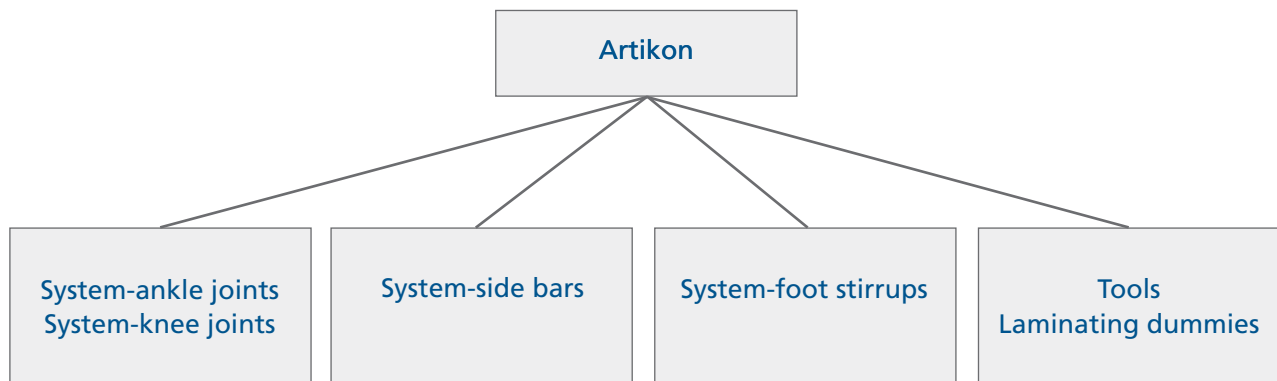 Artikon
System-ankle joints
System-knee joints
System-side bars
System-foot stirrups
Tools
Laminating dummies